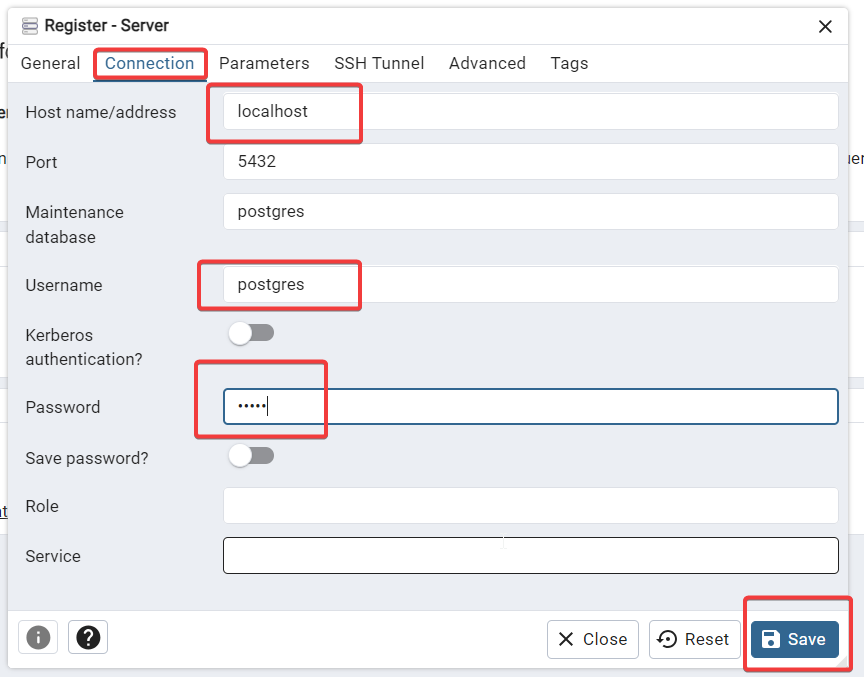 Register - Server
General Connection Parameters SSH Tunnel Advanced Tags
Host name/address localhost
Port 5432
Maintenance
database
postgres
Username postgres
Kerberos
authentication?
Password •••••
Save password?
Role
Service
Close Reset Save